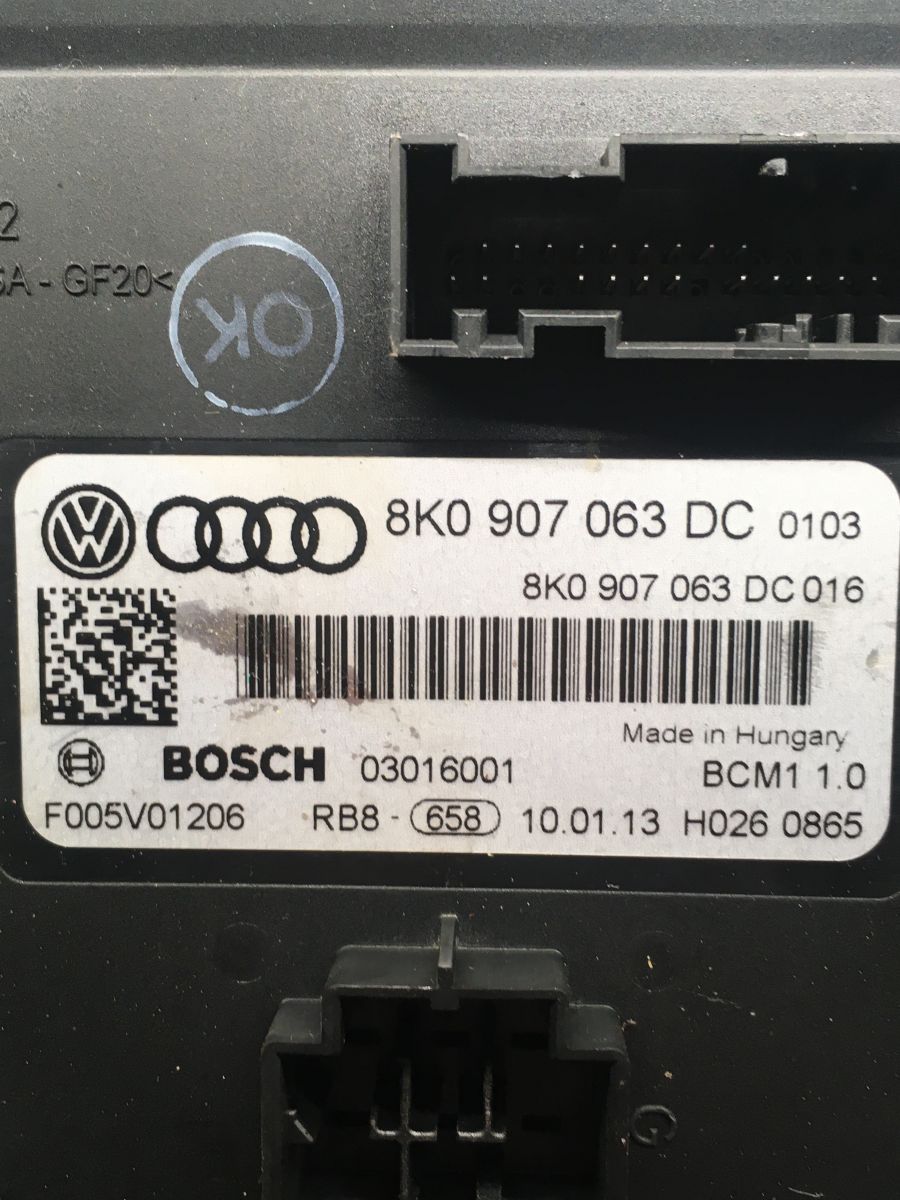 2
A - GF20<
OK
8K0 907 063 DC 0103
8K0 907 063 DC 016
Made in Hungary
BOSCH 03016001 BCM1 1.0
F005V01206 RB8 - 658 10.01.13 H026 0865
G